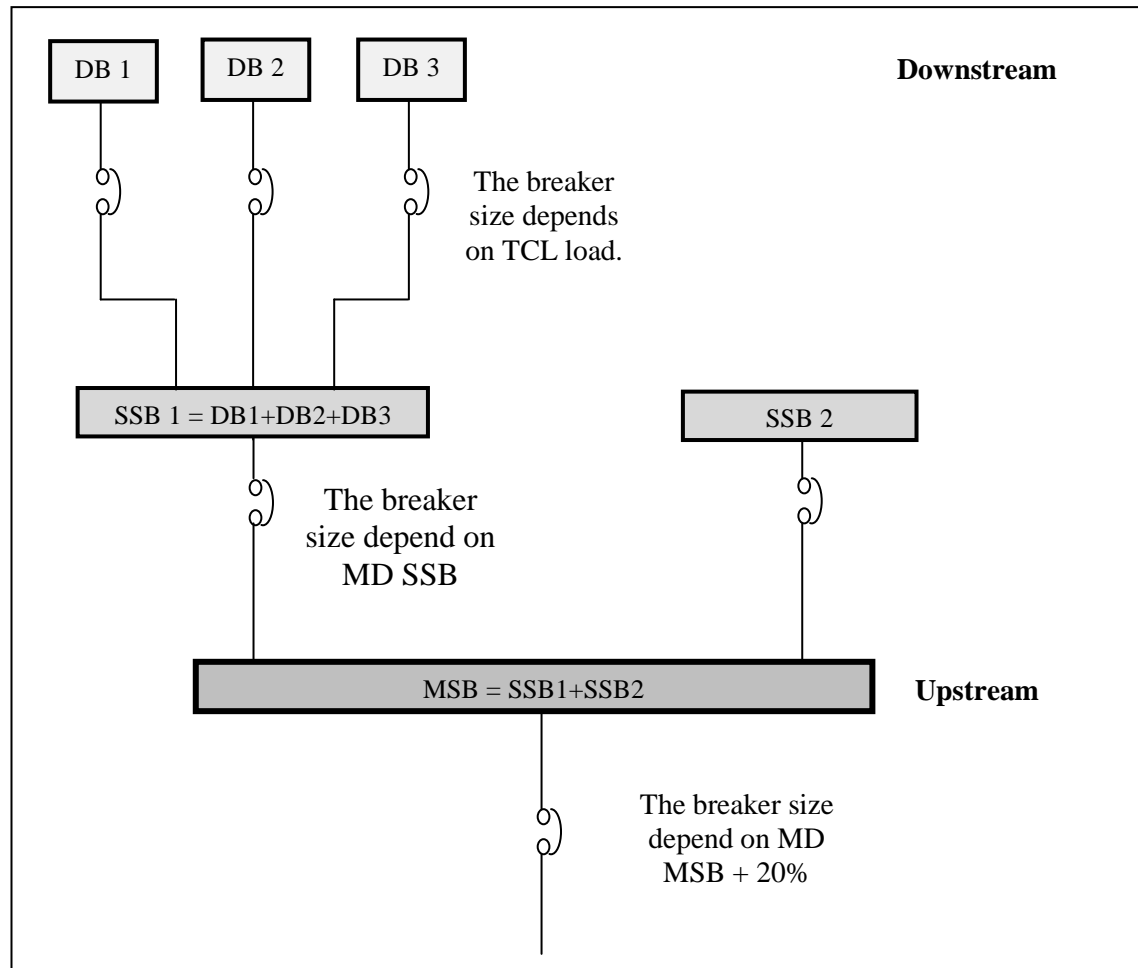 DB 1
DB 2
DB 3
Downstream
The breaker
size depends
on TCL load.
SSB 1 = DB1+DB2+DB3
SSB 2
The breaker
size depend on
MD SSB
MSB = SSB1+SSB2
Upstream
The breaker size
depend on MD
MSB + 20%